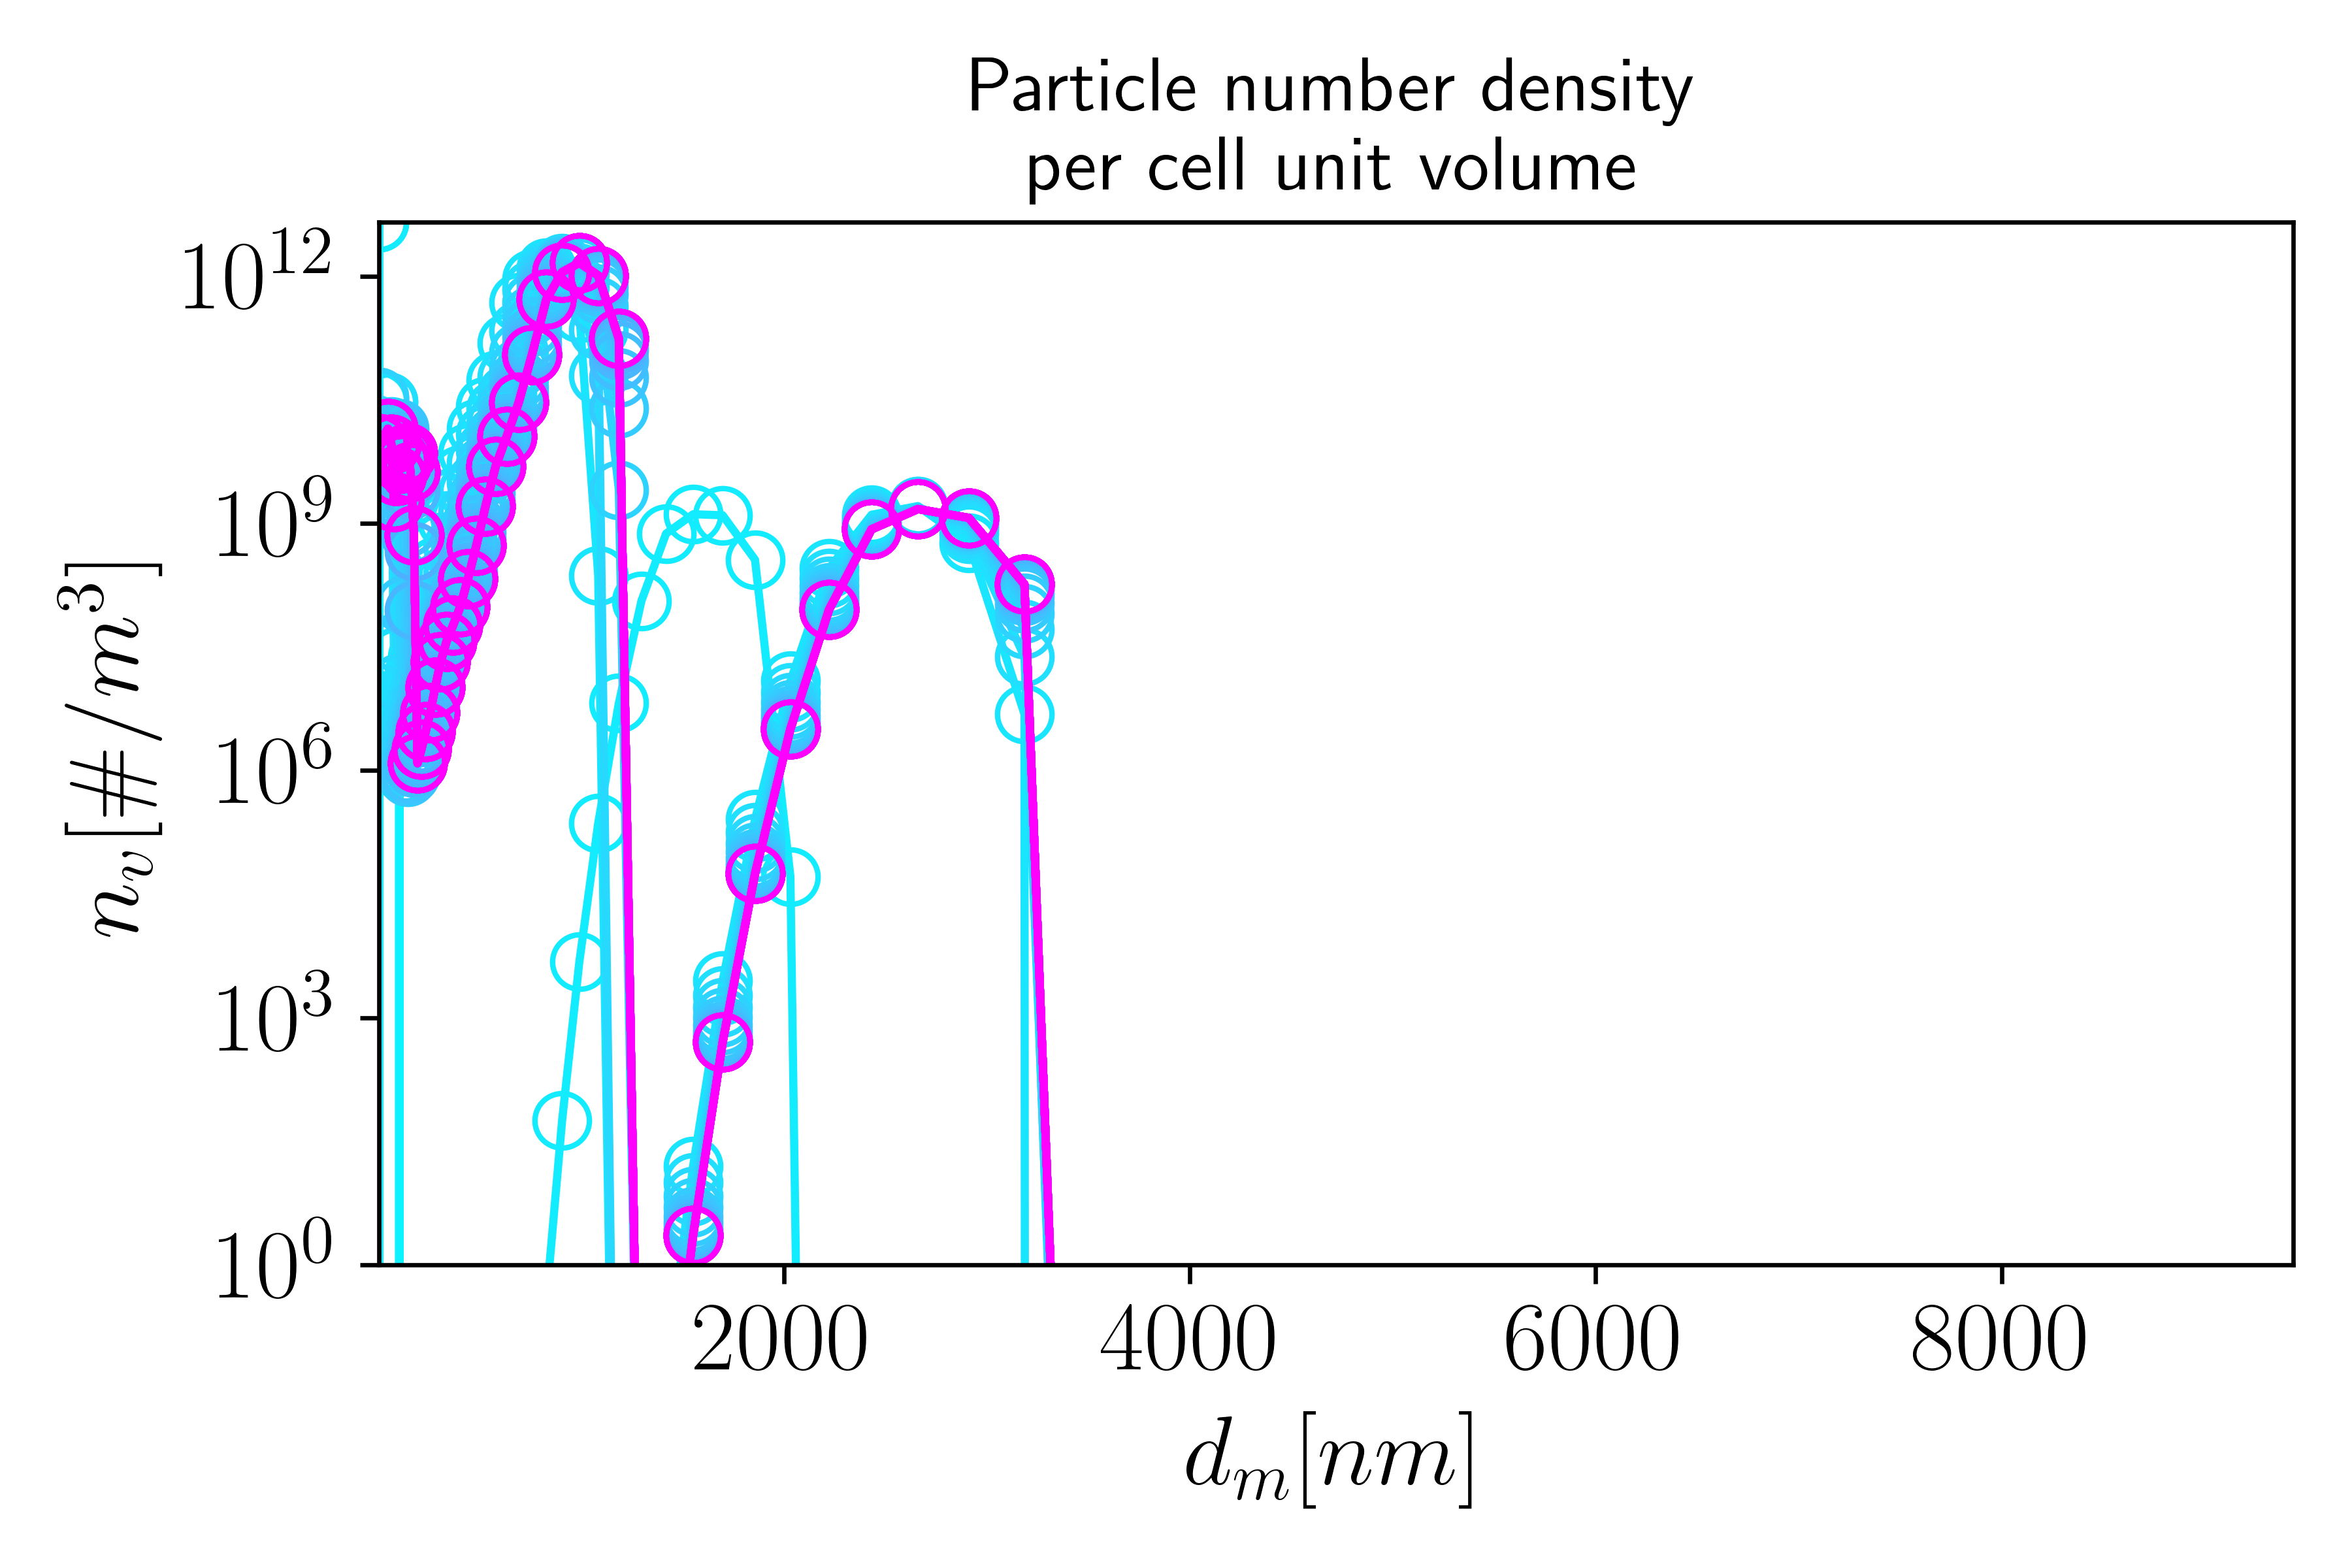 Particle number density
per cell unit volume
10^12
10^9
10^6
10^3
10^0
n_v[#/m^3]
2000 4000 6000 8000
d_m[nm]